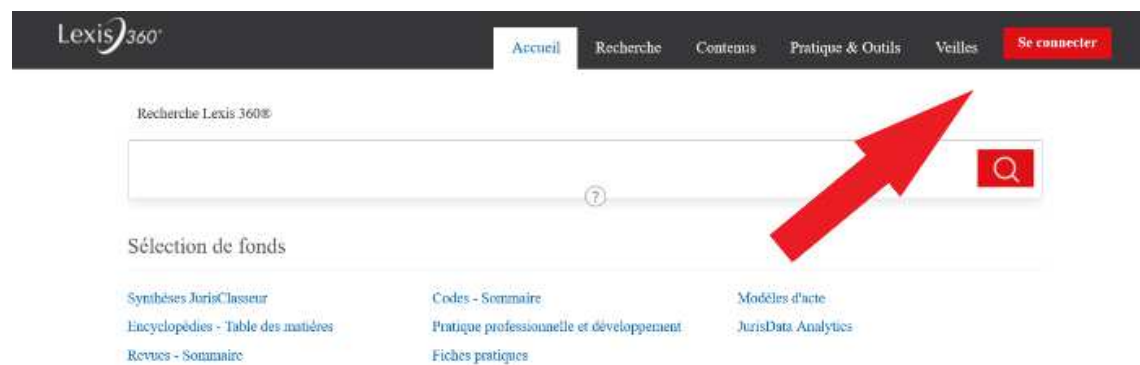 Lexis 360®
Accueil Recherche Contenus Pratique & Outils Veilles Se connecter
Recherche Lexis 360®
?
Sélection de fonds
Synthèses JurisClasseur Codes - Sommaire Modèles d'acte
Encyclopédies - Table des matières Pratique professionnelle et développement JurisData Analytics
Revues - Sommaire Fiches pratiques